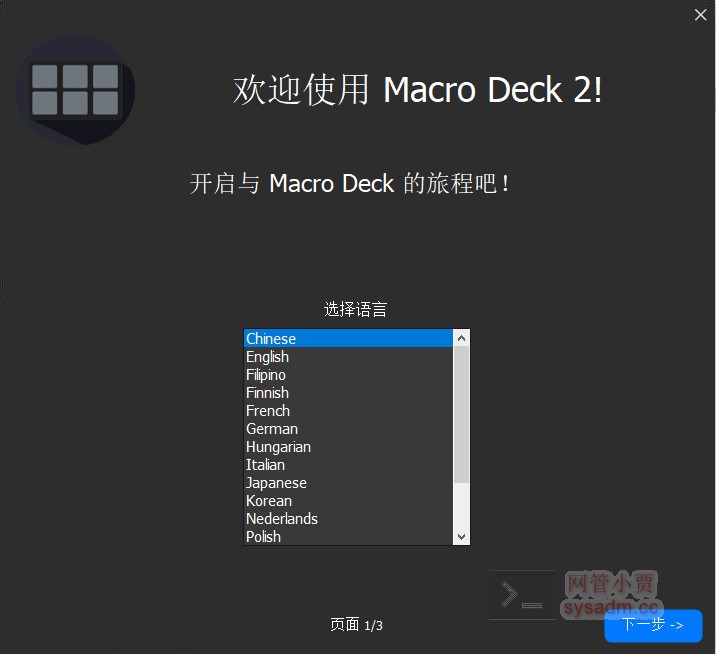 欢迎使用 Macro Deck 2!
开启与 Macro Deck 的旅程吧！
选择语言
Chinese
English
Filipino
Finnish
French
German
Hungarian
Italian
Japanese
Korean
Nederlands
Polish
网管小贾
sysadm.cc
页面 1/3
下一步 ->